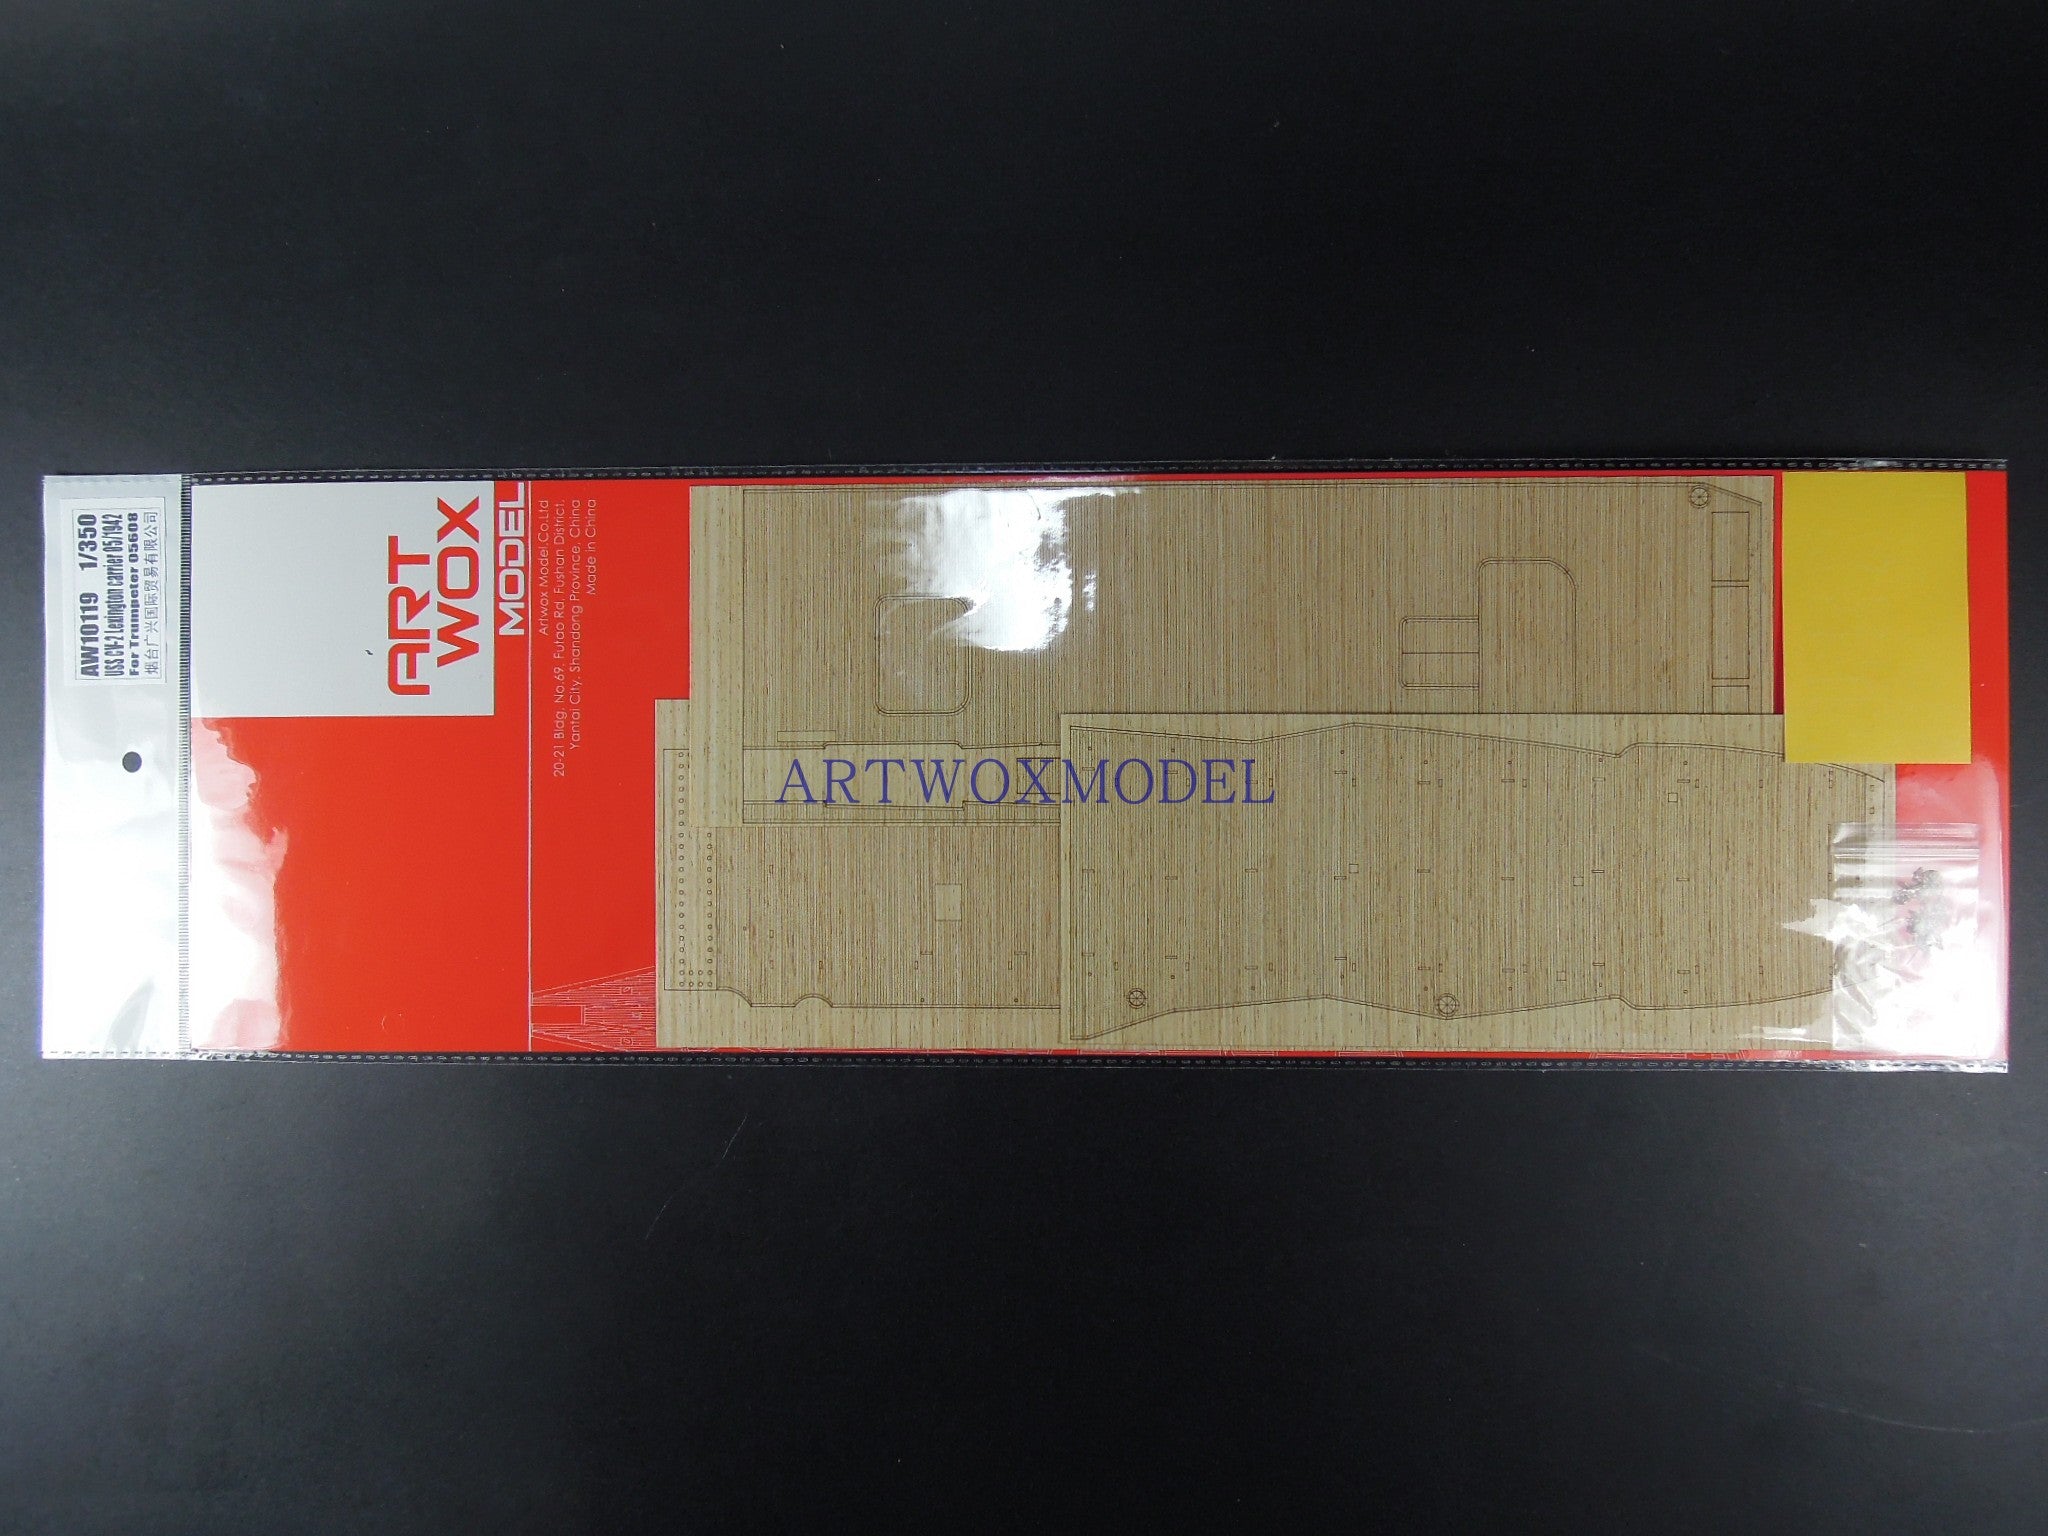 AW10119 1/350
USS CV-2 Lexington carrier 05/1942
For Trumpeter 05608
烟台广兴国际贸易有限公司
ART
WOX
MODEL
Artwox Model Co.Ltd
20-21 Bldg, No.69, Futao Rd, Fushan District,
Yantai City, Shandong Province, China
Made in China
ARTWOXMODEL